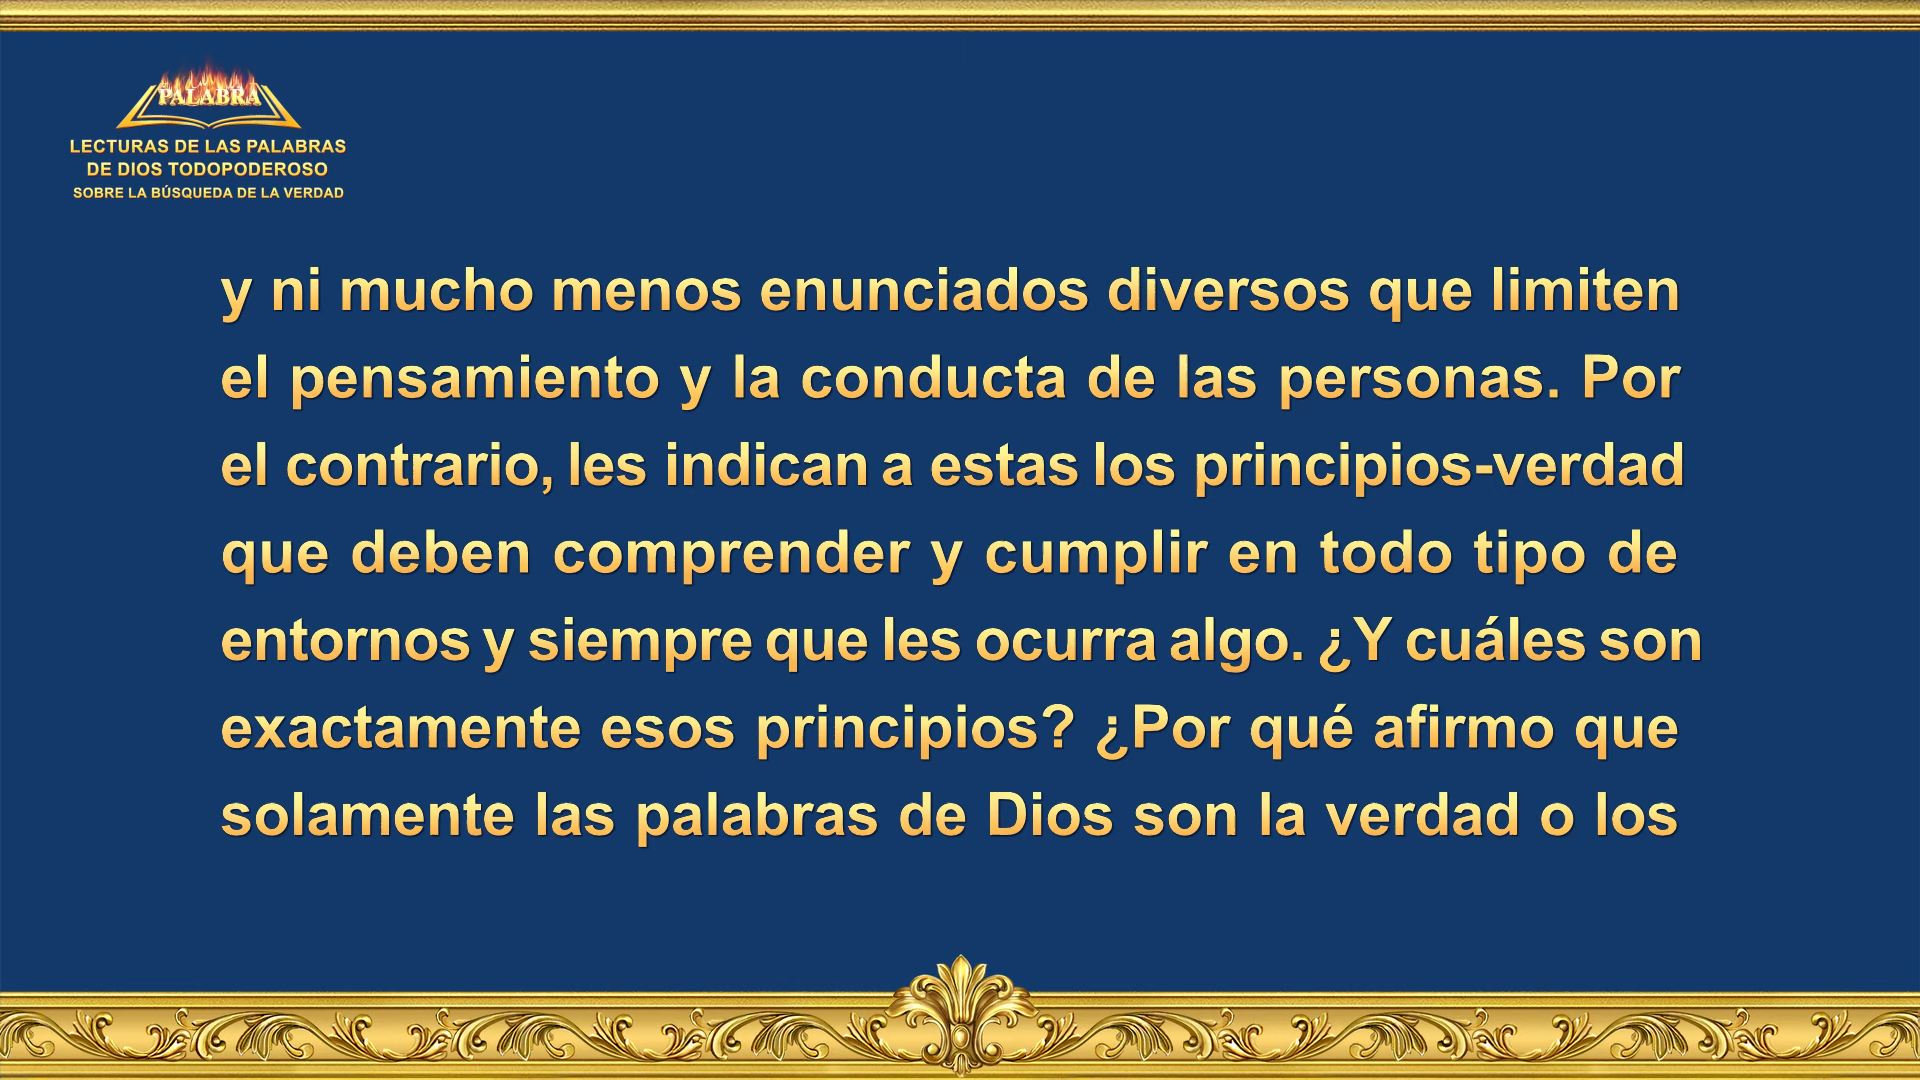 PALABRA
LECTURAS DE LAS PALABRAS
DE DIOS TODOPODEROSO
SOBRE LA BÚSQUEDA DE LA VERDAD
y ni mucho menos enunciados diversos que limiten
el pensamiento y la conducta de las personas. Por
el contrario, les indican a estas los principios-verdad
que deben comprender y cumplir en todo tipo de
entornos y siempre que les ocurra algo. ¿Y cuáles son
exactamente esos principios? ¿Por qué afirmo que
solamente las palabras de Dios son la verdad o los